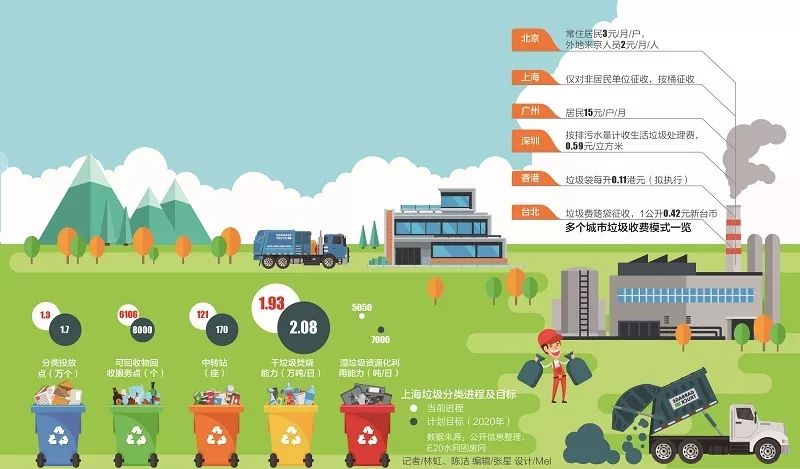 北京
常住居民3元/月/户，
外地来京人员2元/月/人
上海
仅对非居民单位征收，按桶征收
广州
居民15元/户/月
深圳
按排污水量计收生活垃圾处理费，
0.59元/立方米
香港
垃圾袋每升0.11港元（拟执行）
台北
垃圾费随袋征收，1公升0.42元新台币
多个城市垃圾收费模式一览
1.3
1.7
分类投放
点（万个）
6106
8000
可回收物回
收服务点（个）
121
170
中转站
（座）
1.93
2.08
干垃圾焚烧
能力（万吨/日）
5050
7000
湿垃圾资源化利
用能力（吨/日）
上海垃圾分类进程及目标
当前进程
计划目标（2020年）
数据来源：公开信息整理、
E20水网固废网
记者/林虹、陈洁 编辑/张星 设计/Mel